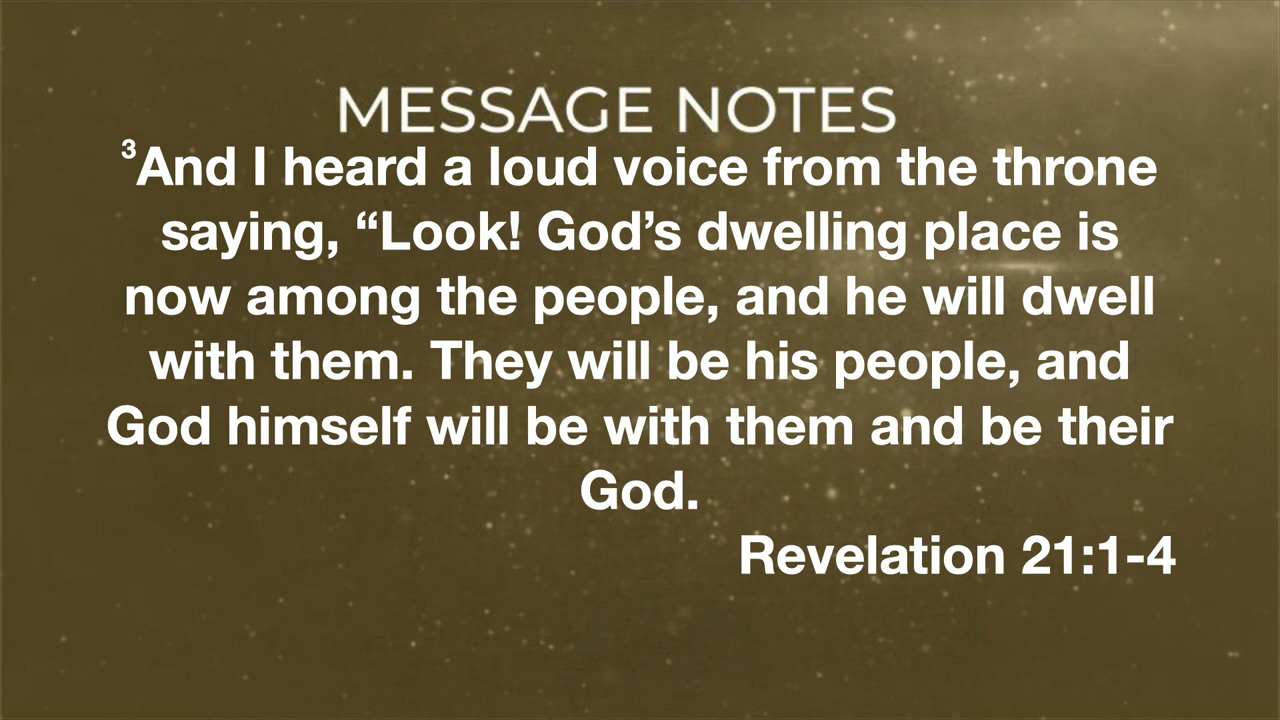 MESSAGE NOTES
³And I heard a loud voice from the throne
saying, “Look! God’s dwelling place is
now among the people, and he will dwell
with them. They will be his people, and
God himself will be with them and be their
God.
Revelation 21:1-4